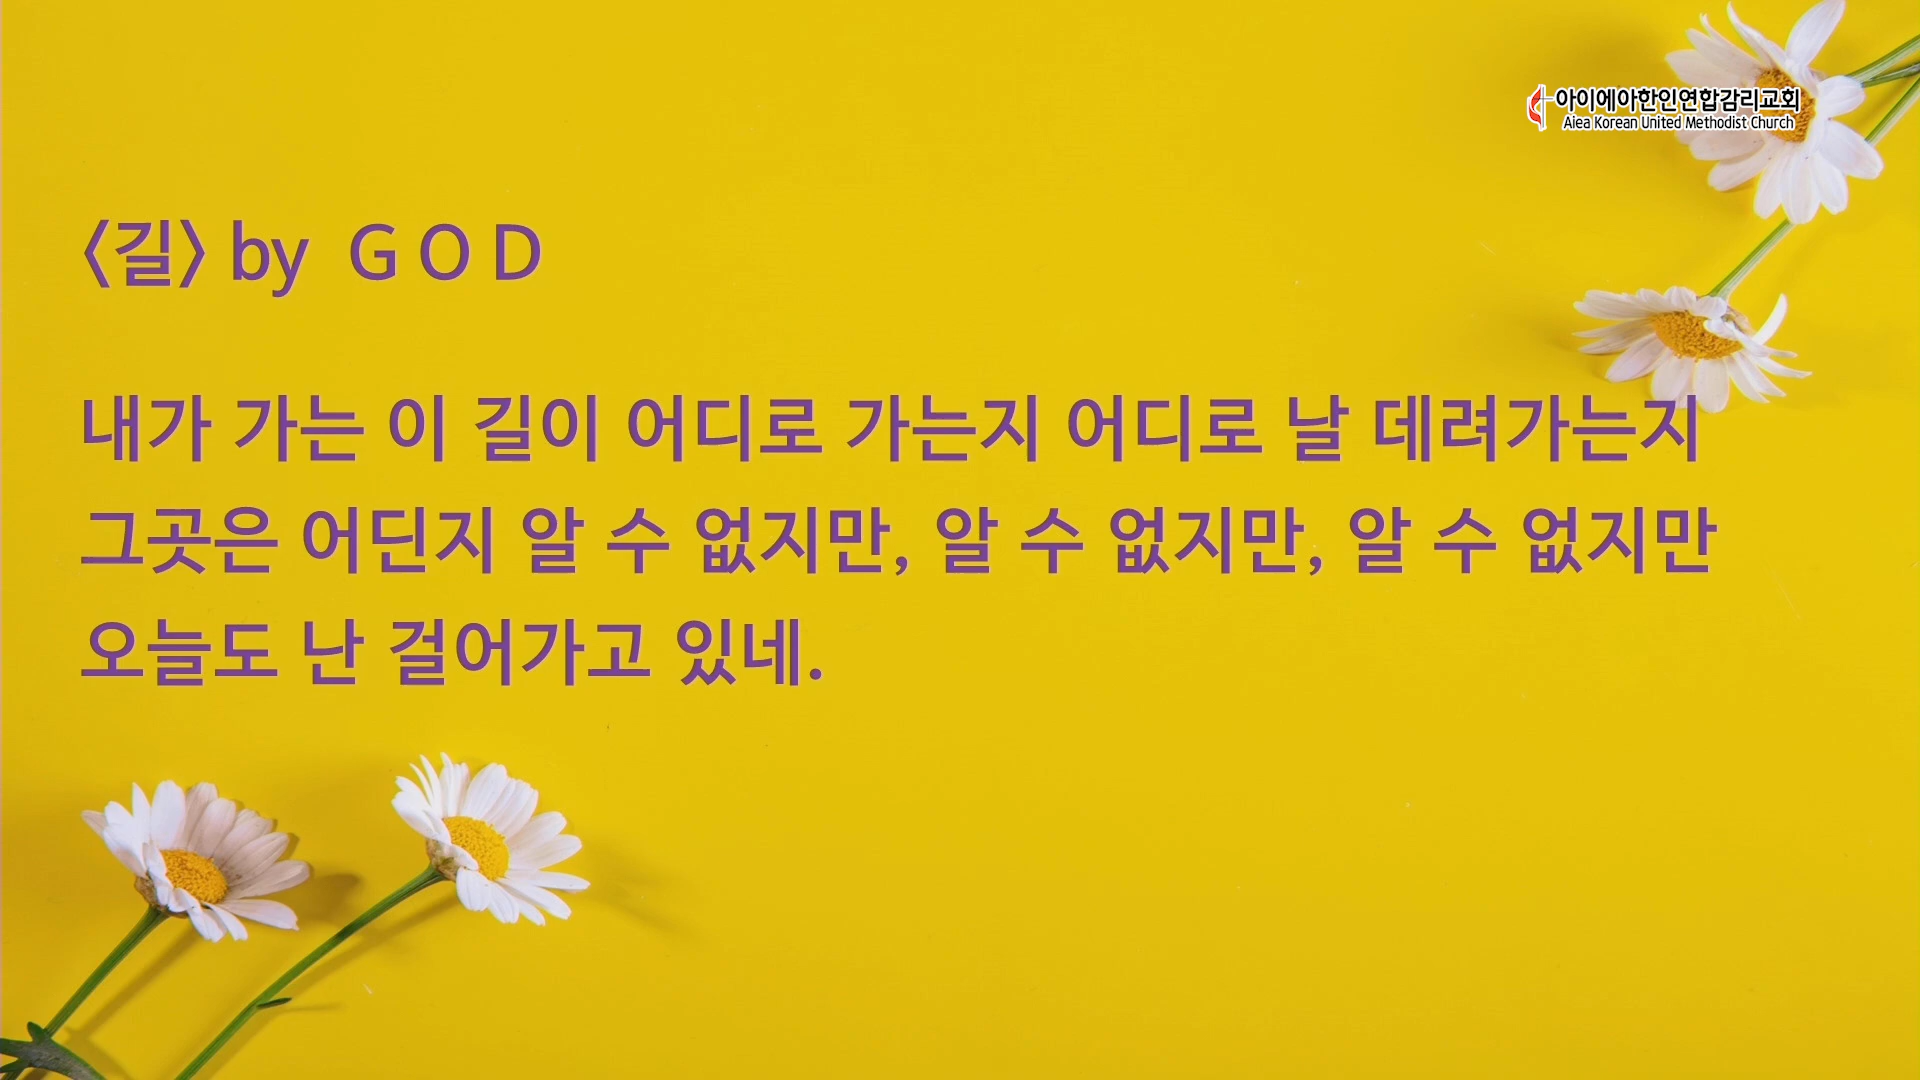 아이에아한인연합감리교회
Aiea Korean United Methodist Church
〈길〉 by G O D
내가 가는 이 길이 어디로 가는지 어디로 날 데려가는지
그곳은 어딘지 알 수 없지만, 알 수 없지만, 알 수 없지만
오늘도 난 걸어가고 있네.